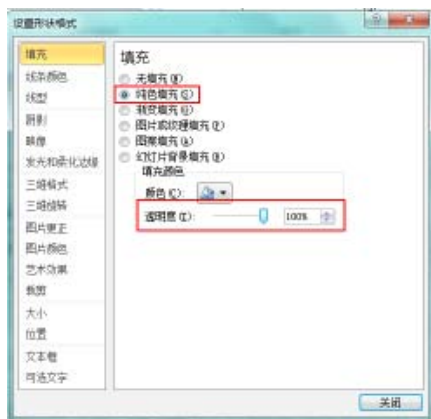 设置形状格式
填充
线条颜色
线型
阴影
映像
发光和柔化边缘
三维格式
三维旋转
图片更正
图片颜色
艺术效果
裁剪
大小
位置
文本框
可选文字
填充
无填充(N)
纯色填充(S)
渐变填充(G)
图片或纹理填充(P)
图案填充(A)
幻灯片背景填充(B)
填充颜色
颜色(C):
透明度(T): 100%
关闭